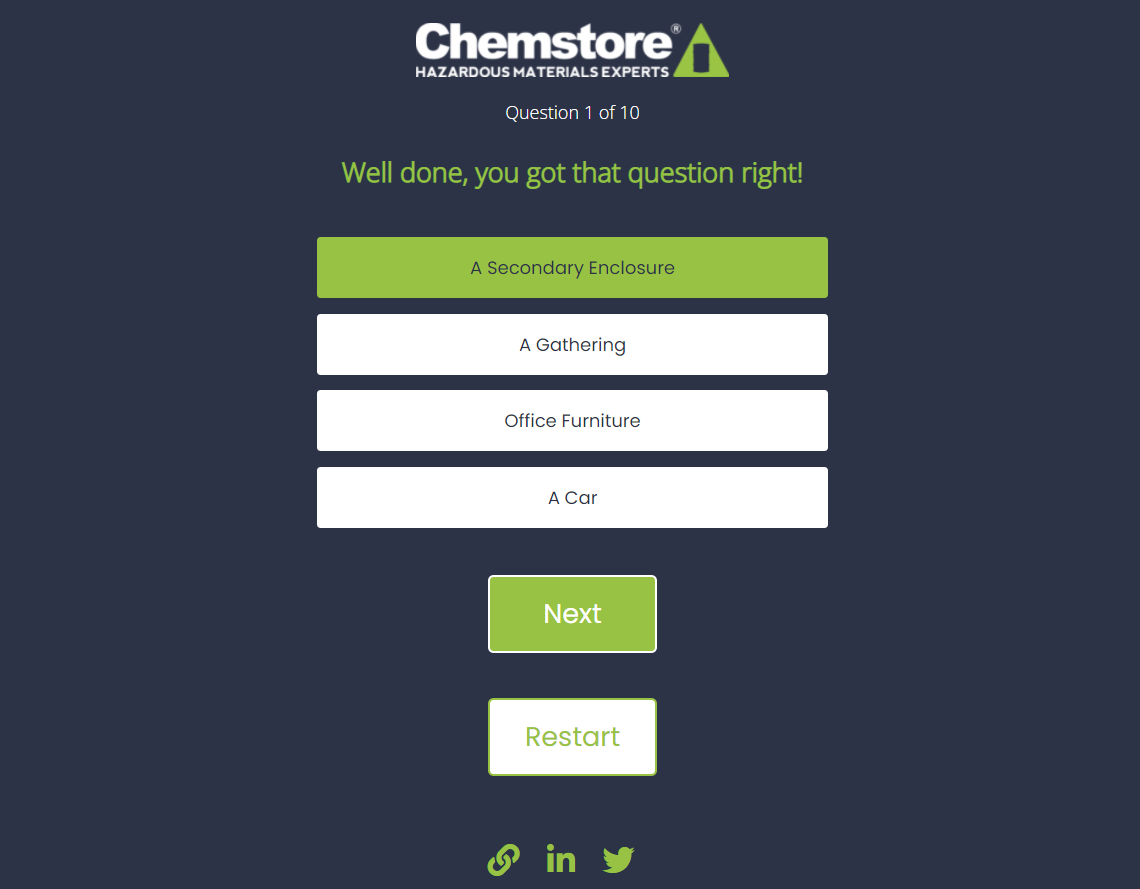 Chemstore®
HAZARDOUS MATERIALS EXPERTS
Question 1 of 10
Well done, you got that question right!
A Secondary Enclosure
A Gathering
Office Furniture
A Car
Next
Restart
in